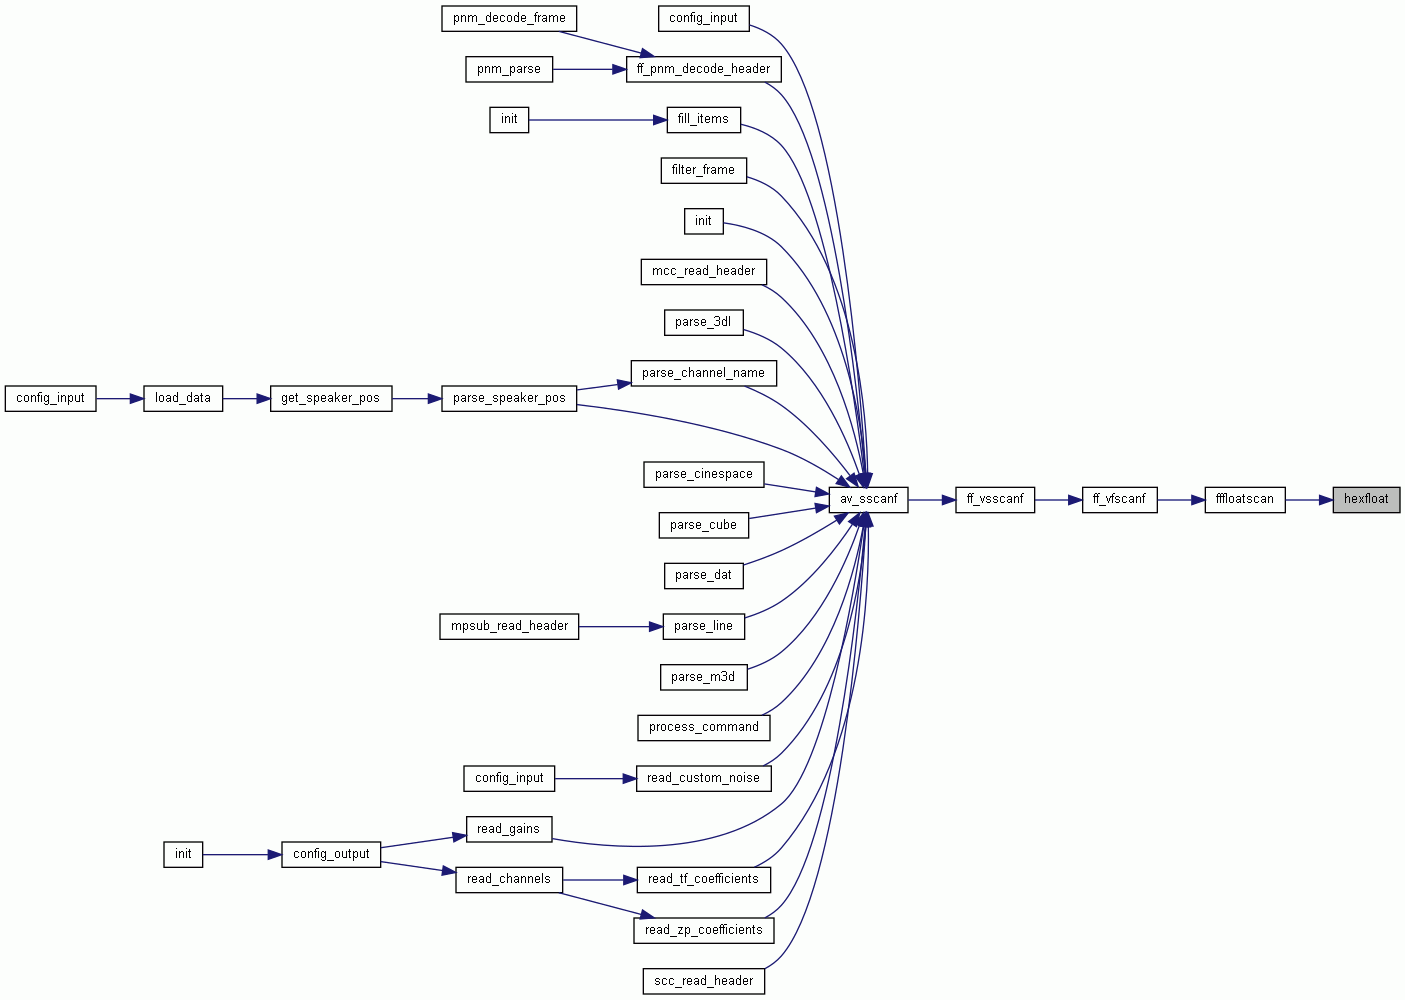 pnm_decode_frame
config_input
pnm_parse
ff_pnm_decode_header
init
fill_items
filter_frame
init
mcc_read_header
parse_3dl
parse_channel_name
config_input
load_data
get_speaker_pos
parse_speaker_pos
parse_cinespace
av_sscanf
ff_vsscanf
ff_vfscanf
fffloatscan
hexfloat
parse_cube
parse_dat
mpsub_read_header
parse_line
parse_m3d
process_command
config_input
read_custom_noise
read_gains
init
config_output
read_channels
read_tf_coefficients
read_zp_coefficients
scc_read_header